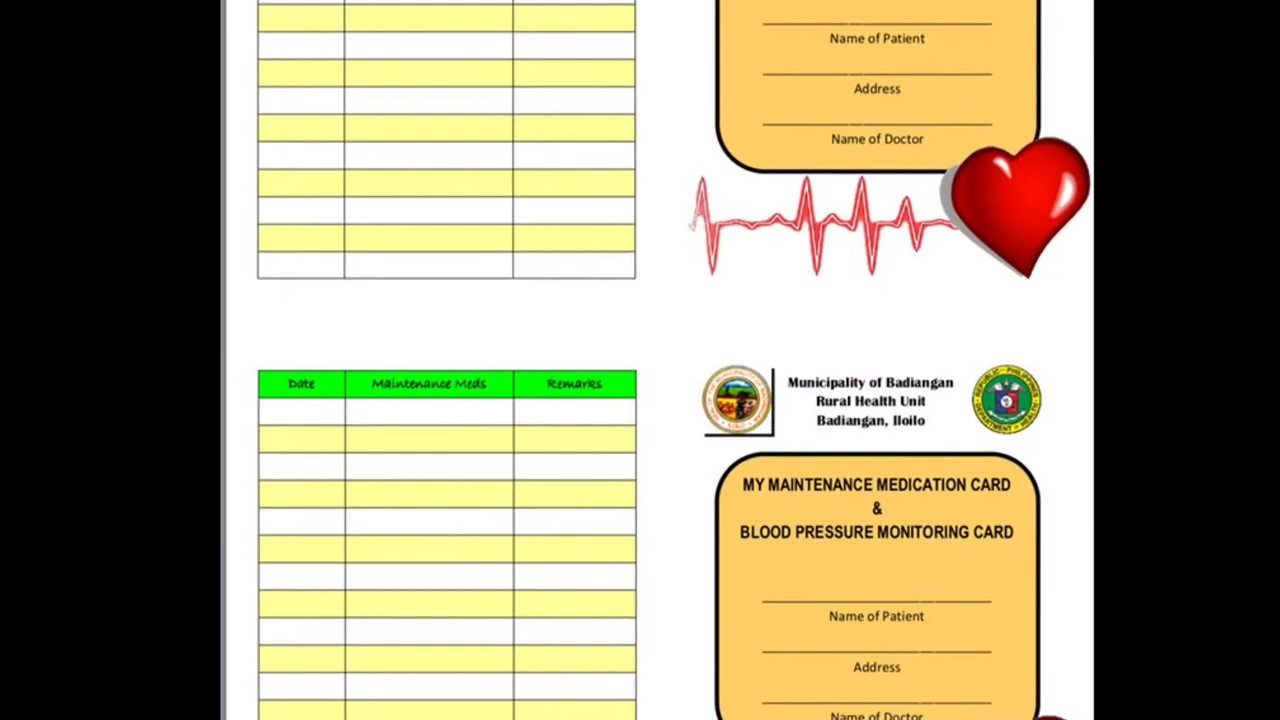 Name of Patient
Address
Name of Doctor
Date Maintenance Meds Remarks
Municipality of Badiangan
Rural Health Unit
Badiangan, Iloilo
MY MAINTENANCE MEDICATION CARD
&
BLOOD PRESSURE MONITORING CARD
Name of Patient
Address
Name of Doctor